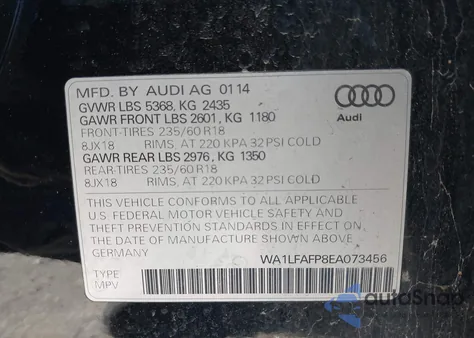 MFD. BY AUDI AG 01 14
GVWR LBS 5368, KG 2435
GAWR FRONT LBS 2601, KG 1180
FRONT-TIRES 235/60 R18
8JX18 RIMS, AT 220 KPA 32 PSI COLD
GAWR REAR LBS 2976, KG 1350
REAR-TIRES 235/60 R18
8JX18 RIMS, AT 220 KPA 32 PSI COLD
Audi
THIS VEHICLE CONFORMS TO ALL APPLICABLE
U.S. FEDERAL MOTOR VEHICLE SAFETY AND
THEFT PREVENTION STANDARDS IN EFFECT ON
THE DATE OF MANUFACTURE SHOWN ABOVE.
WA1LFAFP8EA073456
TYPE
MPV
autoSnap